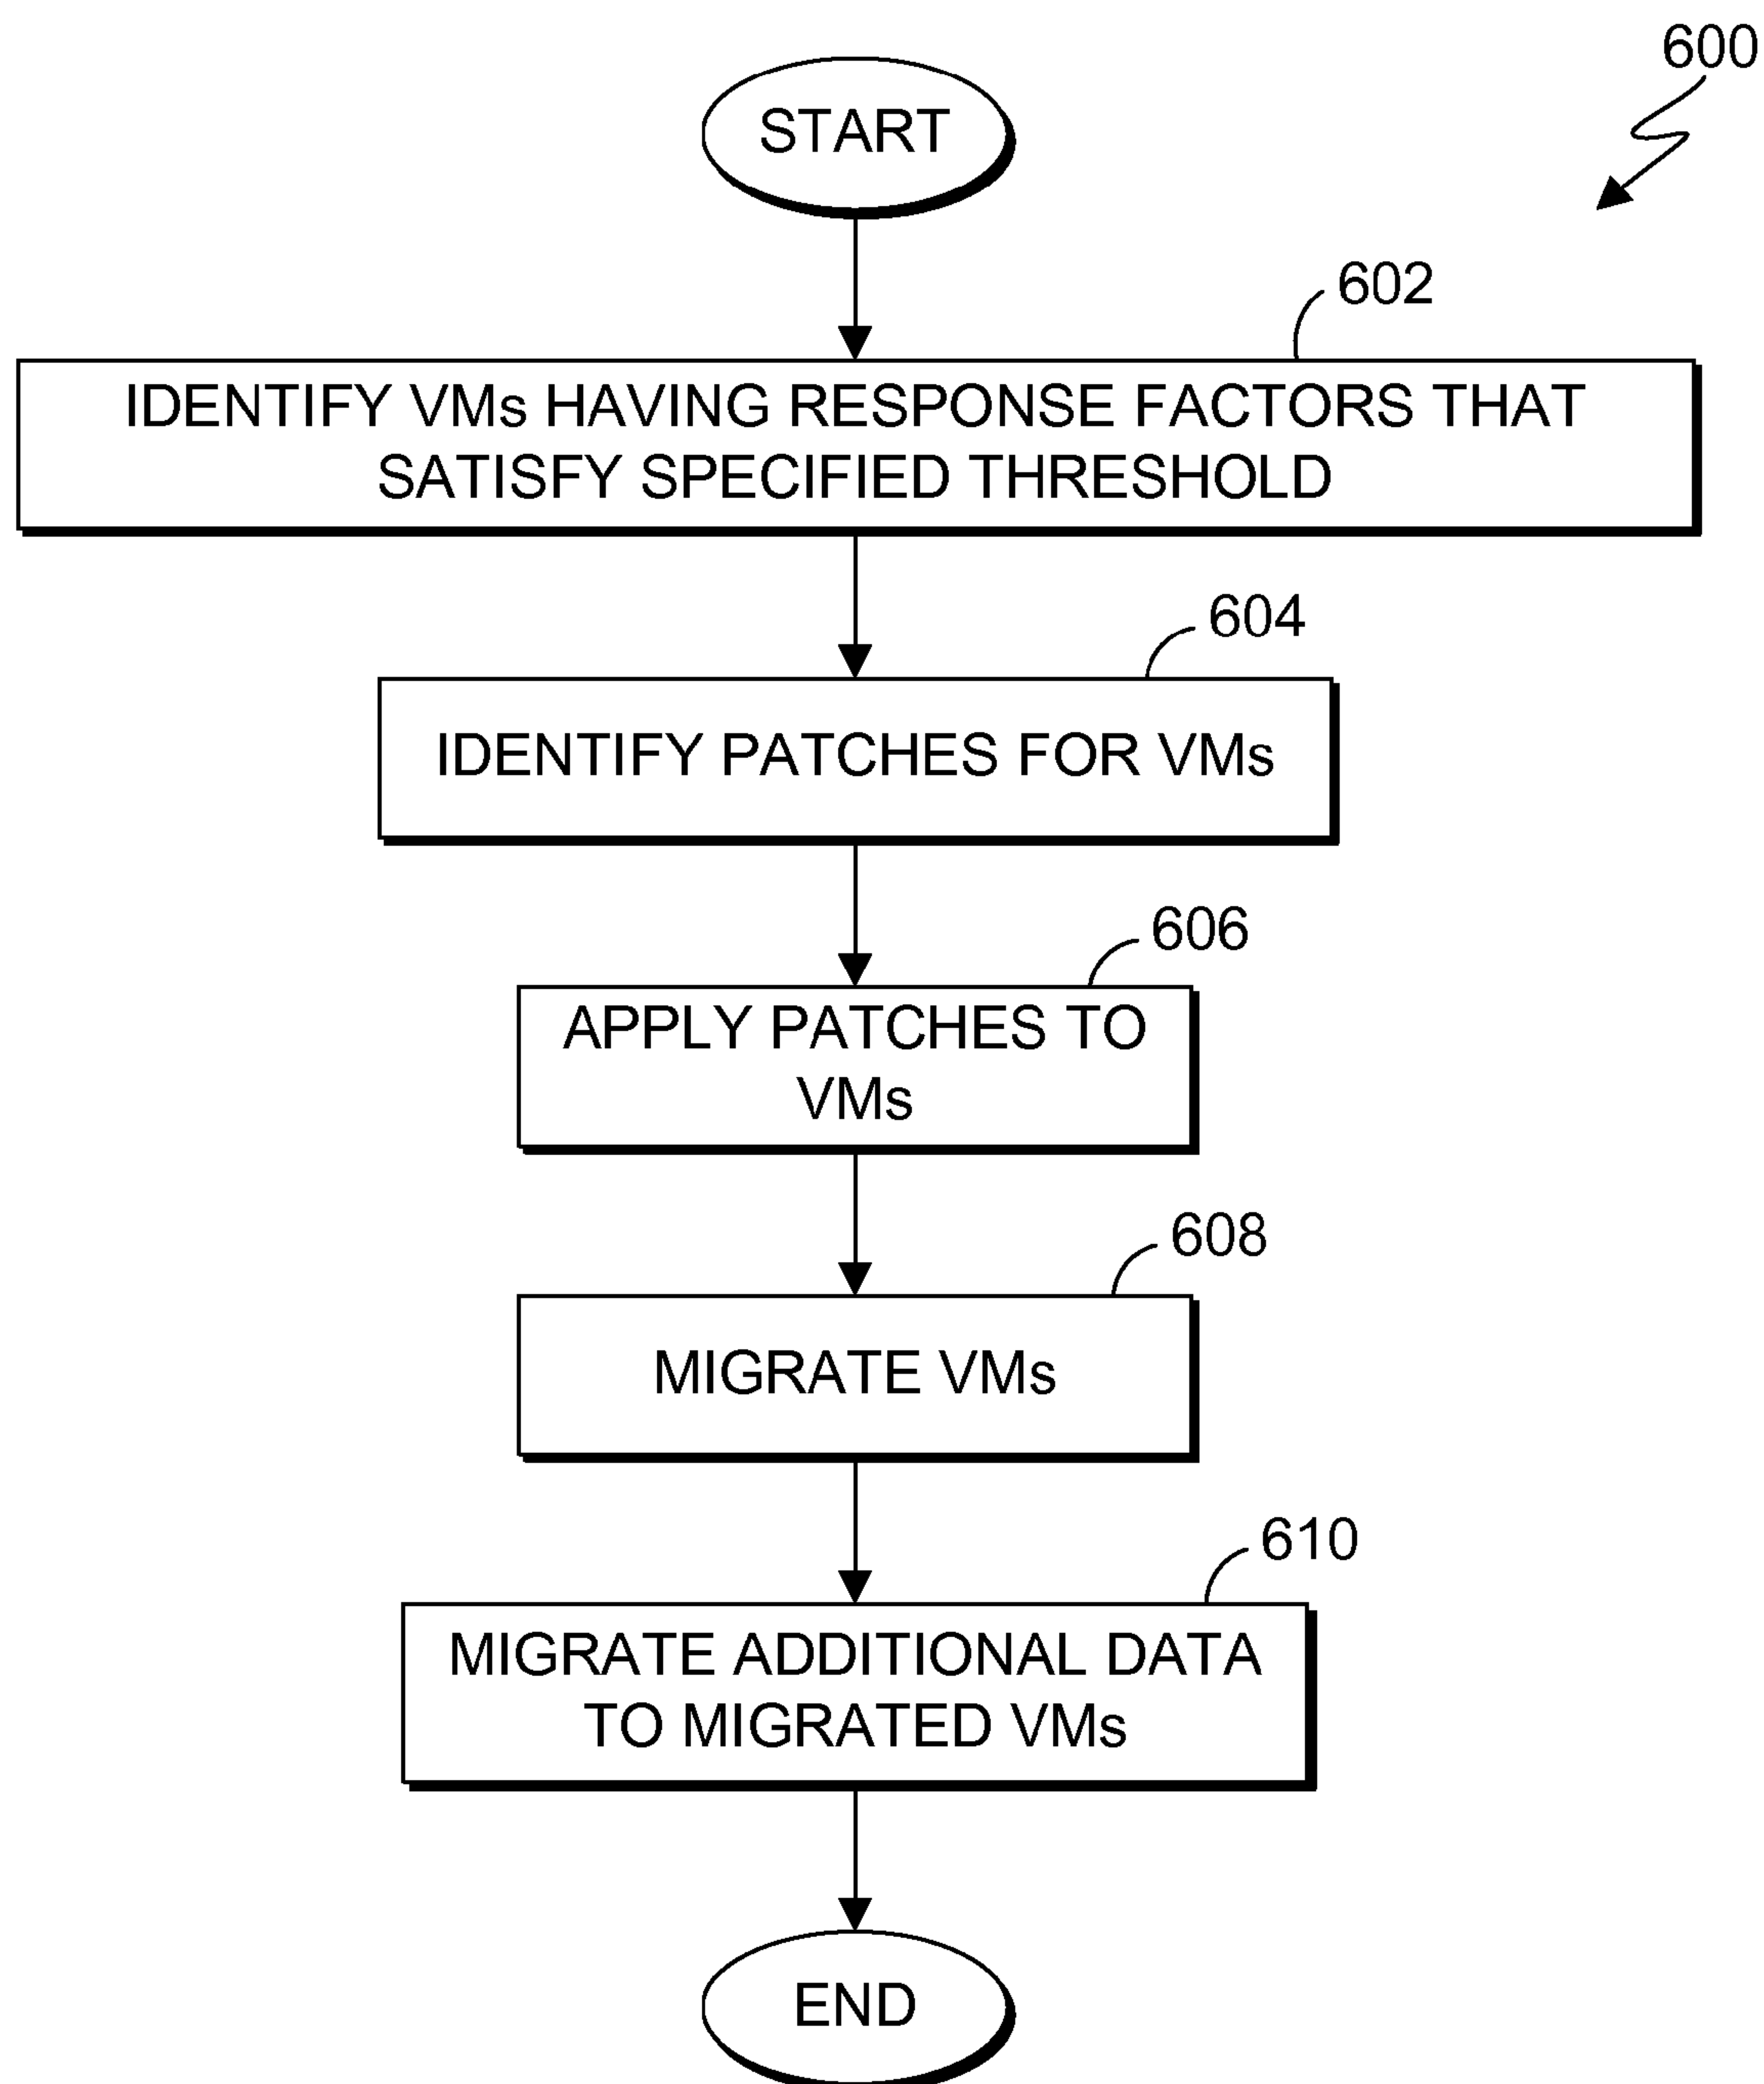 600
START
602
IDENTIFY VMs HAVING RESPONSE FACTORS THAT
SATISFY SPECIFIED THRESHOLD
604
IDENTIFY PATCHES FOR VMs
606
APPLY PATCHES TO
VMs
608
MIGRATE VMs
610
MIGRATE ADDITIONAL DATA
TO MIGRATED VMs
END